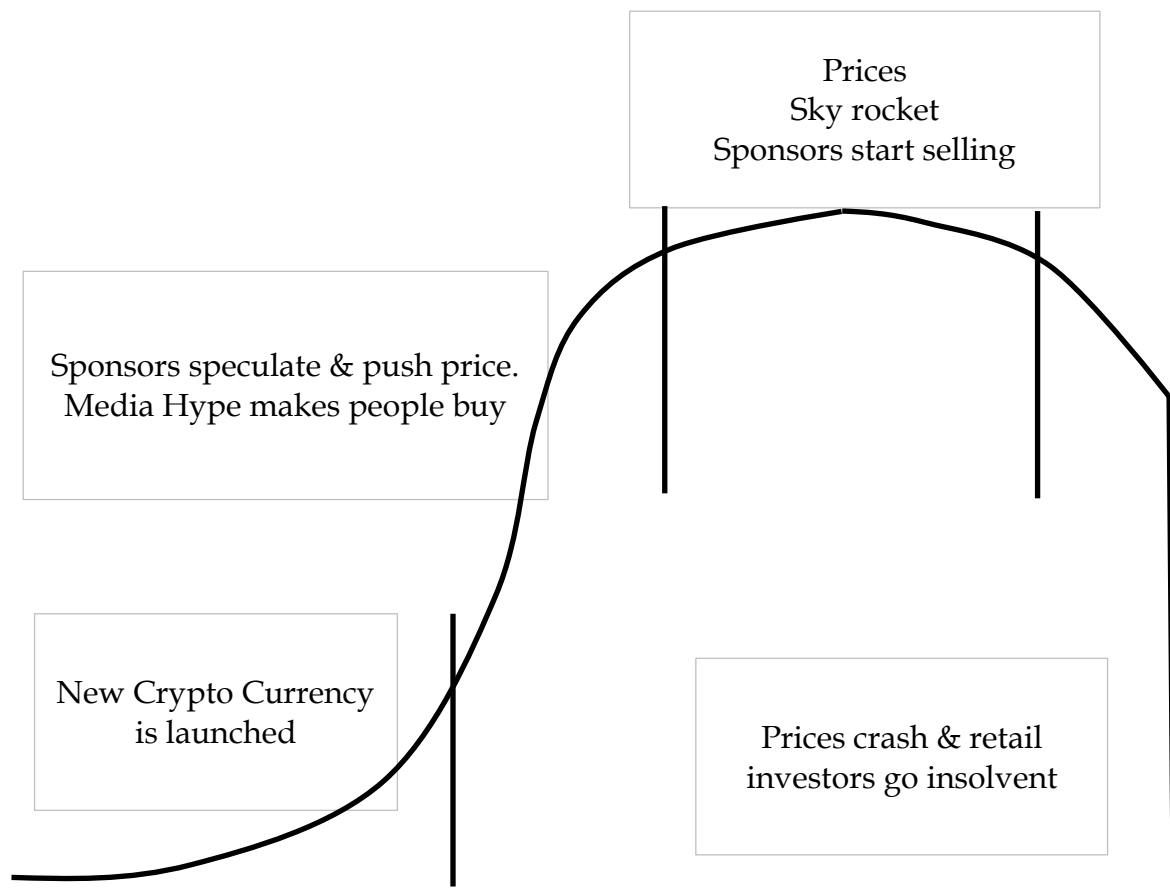 Prices
Sky rocket
Sponsors start selling
Sponsors speculate & push price.
Media Hype makes people buy
New Crypto Currency
is launched
Prices crash & retail
investors go insolvent